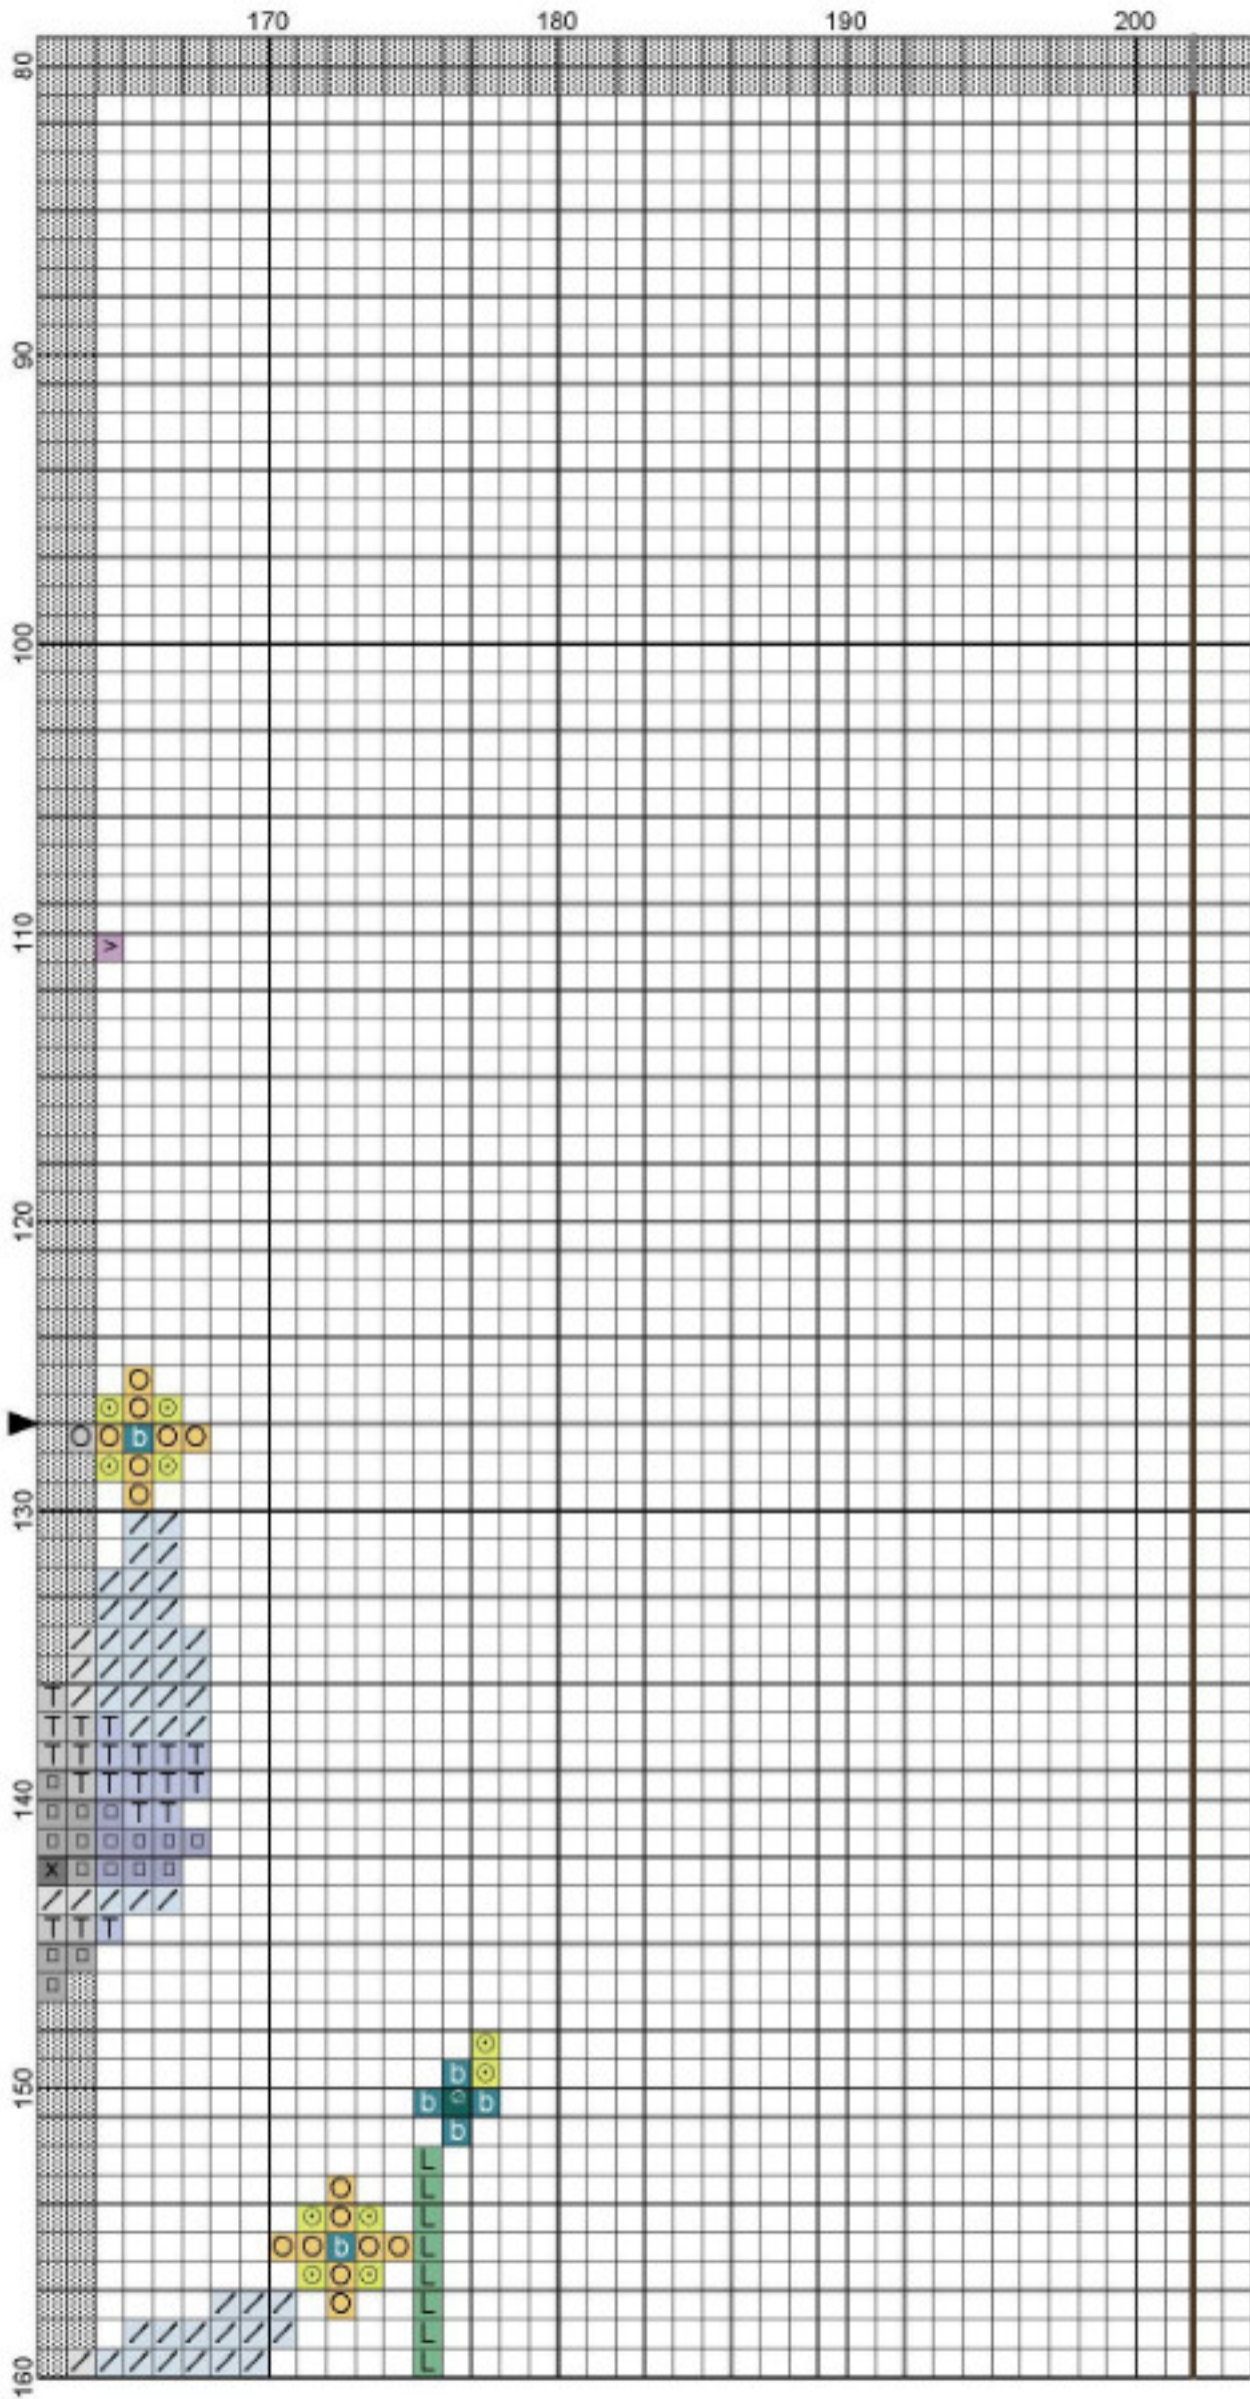 170 180 190 200
80
90
100
110
>
120
O
⊙ O ⊙
O O b O O
⊙ O ⊙
O
130
/ /
/ /
/ / /
/ / /
/ / / / /
/ / / / /
T / / / / /
T T T / / /
T T T T T T
□ T T T T T
140
□ □ □ T T
□ □ □ □ □ □
X □ □ □ □
/ / / / /
T T T
□ □
□
⊙
b ⊙
150
b b
b
L
O L
⊙ O ⊙ L
O O b O O L
⊙ O ⊙ L
/ / / O L
/ / / / / / L
/ / / / / / / L
160